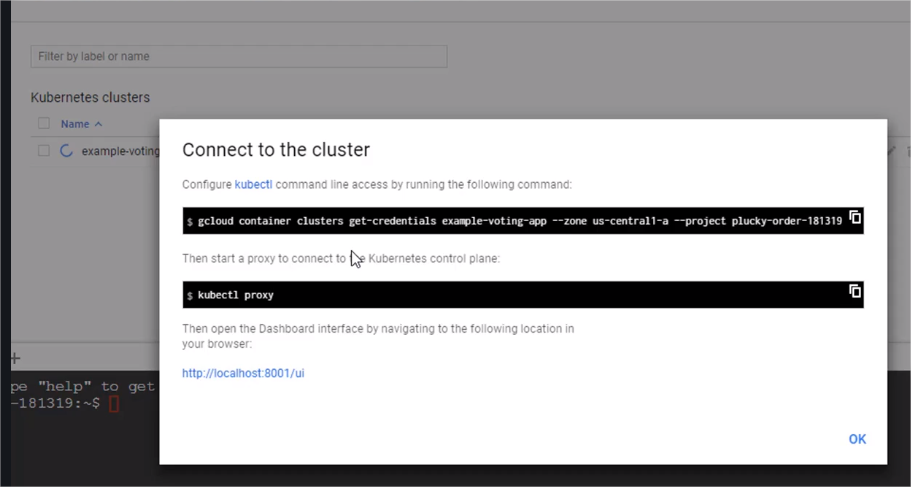 Filter by label or name
Kubernetes clusters
Name
example-voting
Connect to the cluster
Configure kubectl command line access by running the following command:
$ gcloud container clusters get-credentials example-voting-app --zone us-central1-a --project plucky-order-181319
Then start a proxy to connect to the Kubernetes control plane:
$ kubectl proxy
Then open the Dashboard interface by navigating to the following location in
your browser:
http://localhost:8001/ui
OK
pe "help" to get
-181319:~$